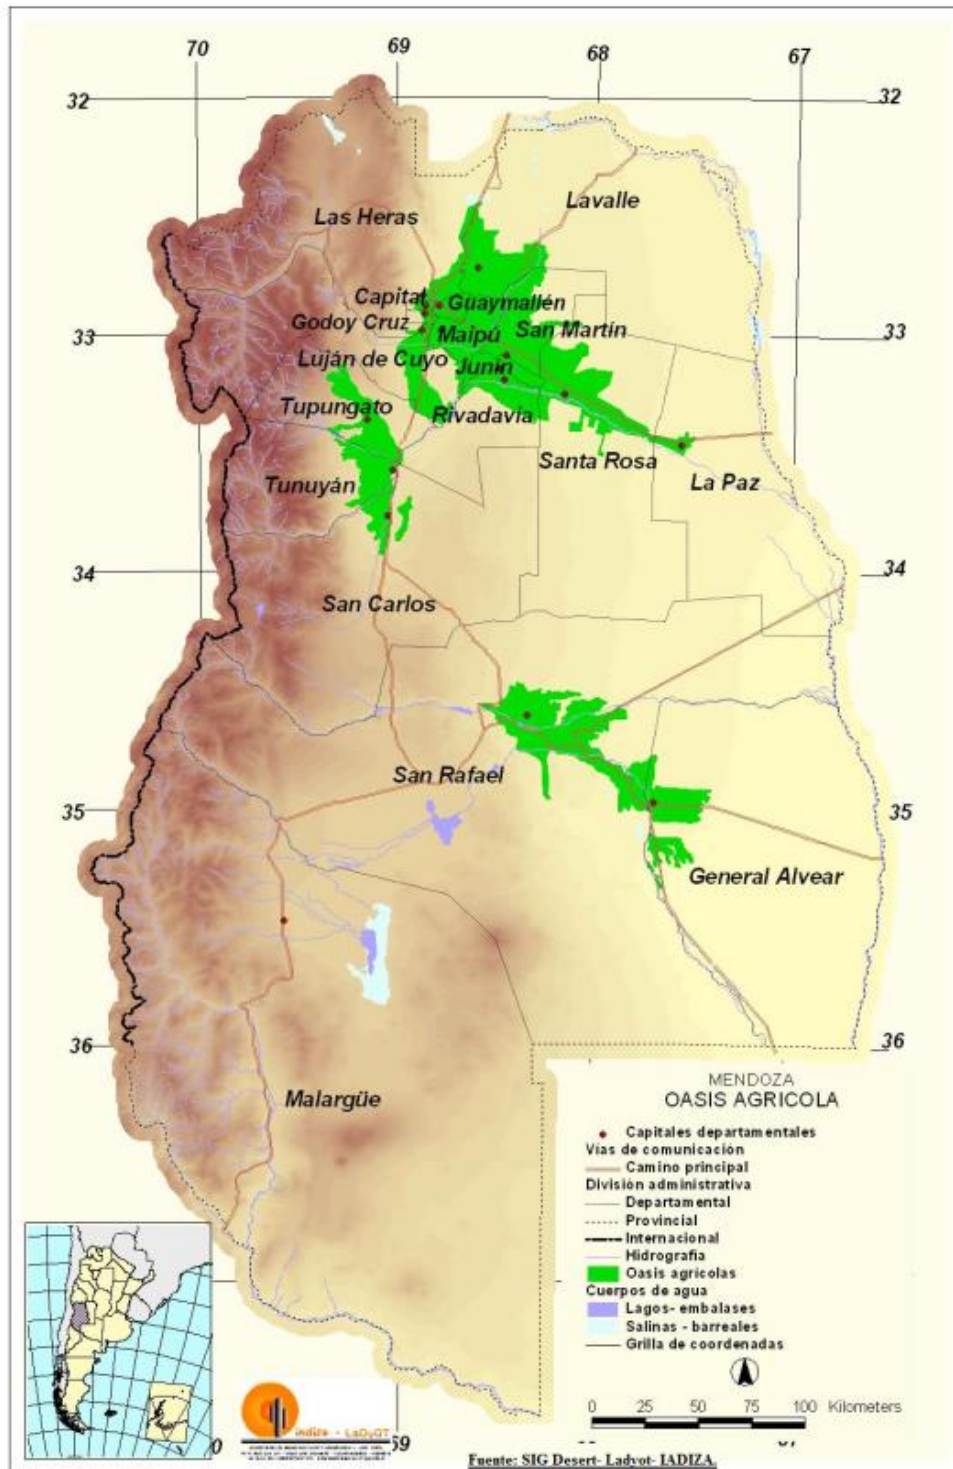 70 69 68 67
32 32
Lavalle
Las Heras
Capital Guaymallén
Godoy Cruz Maipú San Martín
33 33
Luján de Cuyo Junín
Tupungato Rivadavia
Santa Rosa
Tunuyán La Paz
34 34
San Carlos
San Rafael
35 35
General Alvear
36 36
Malargüe
MENDOZA
OASIS AGRICOLA
Capitales departamentales
Vías de comunicación
Camino principal
División administrativa
Departamental
Provincial
Internacional
Hidrografia
Oasis agrícolas
Cuerpos de agua
Lagos- embalases
Salinas - barreales
Grilla de coordenadas
0 25 50 75 100 Kilometers
iadiza - LaDyOT
Fuente: SIG Desert- Ladyot- IADIZA.